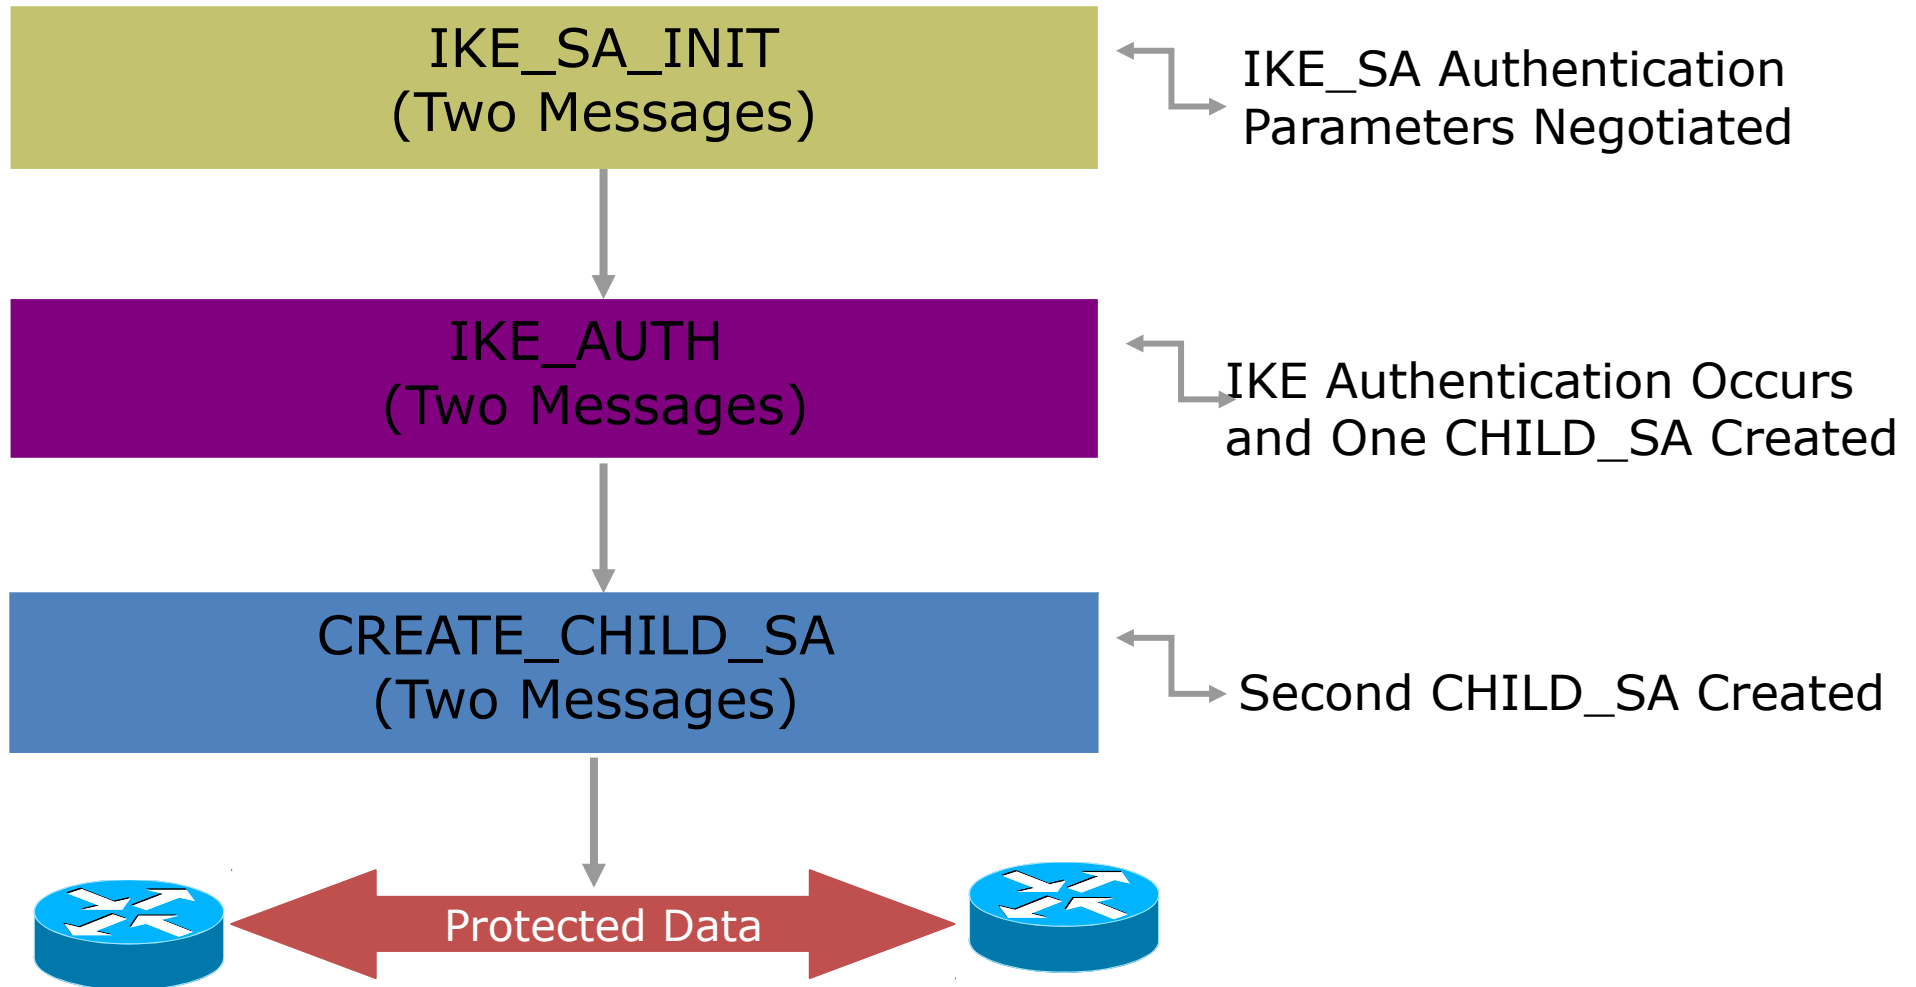 IKE_SA_INIT
(Two Messages)
IKE_SA Authentication
Parameters Negotiated
IKE_AUTH
(Two Messages)
IKE Authentication Occurs
and One CHILD_SA Created
CREATE_CHILD_SA
(Two Messages)
Second CHILD_SA Created
Protected Data